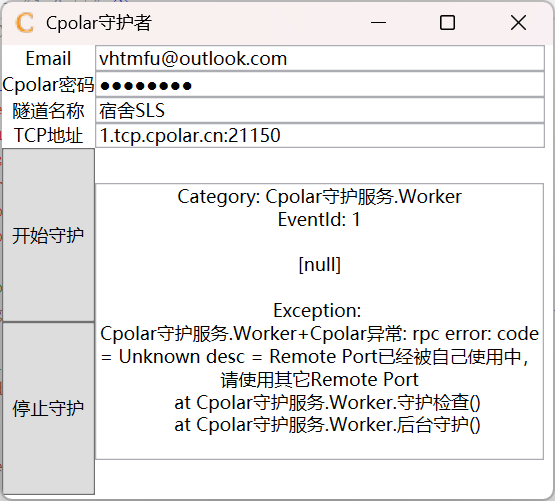 Cpolar守护者
Email
vhtmfu@outlook.com
Cpolar密码
●●●●●●●●
隧道名称
宿舍SLS
TCP地址
1.tcp.cpolar.cn:21150
开始守护
停止守护
Category: Cpolar守护服务.Worker
EventId: 1
[null]
Exception:
Cpolar守护服务.Worker+Cpolar异常: rpc error: code
= Unknown desc = Remote Port已经被自己使用中，
请使用其它Remote Port
at Cpolar守护服务.Worker.守护检查()
at Cpolar守护服务.Worker.后台守护()